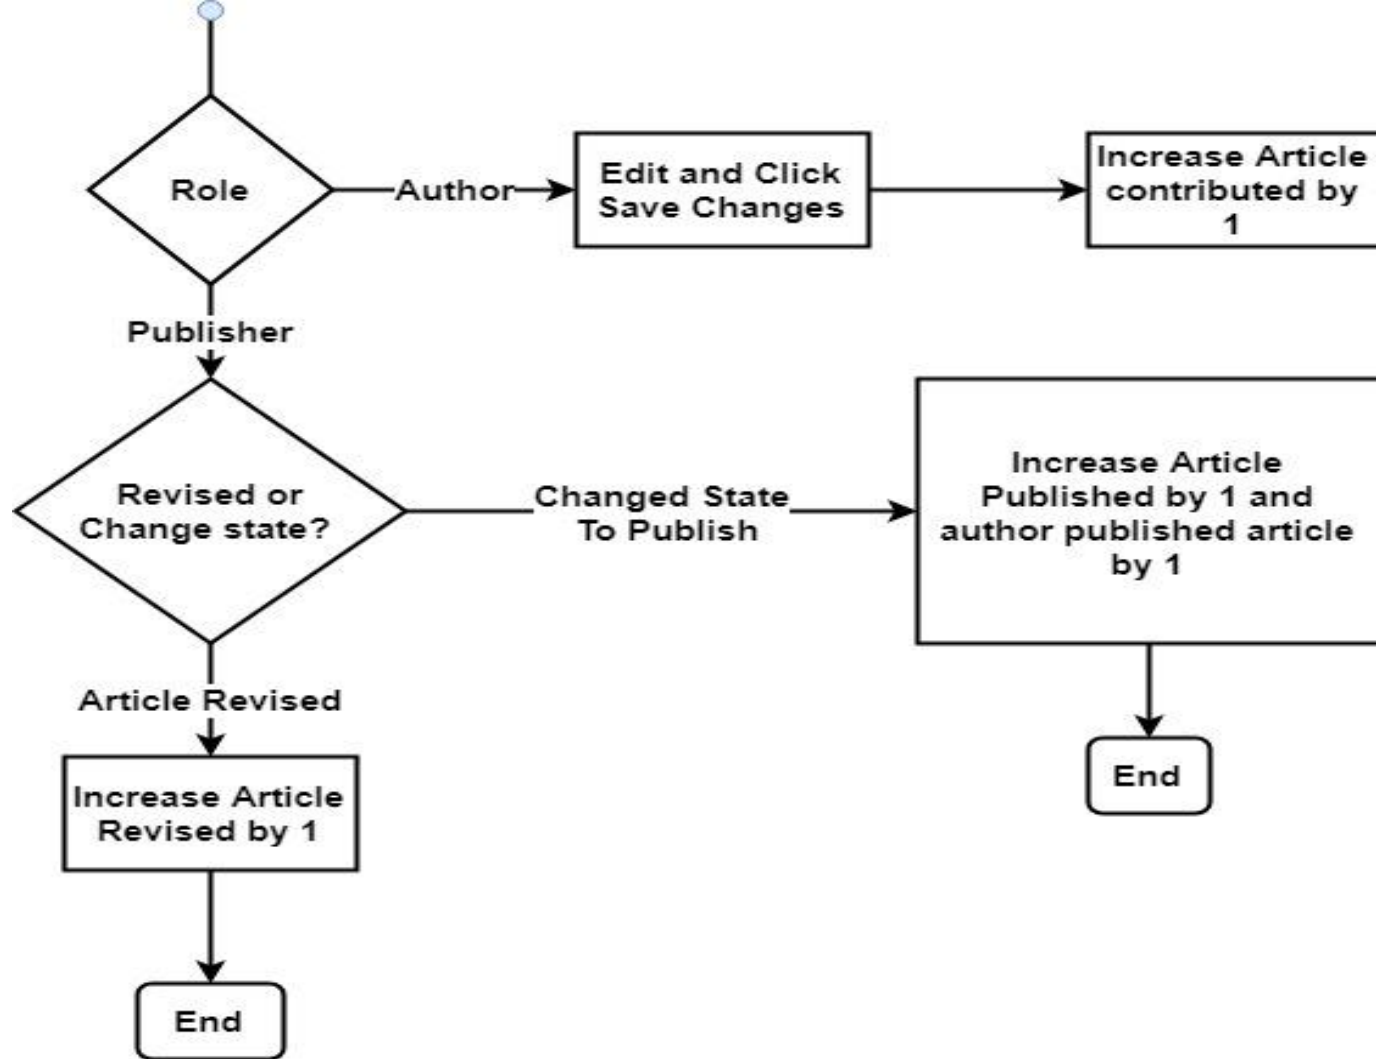 Role
Author
Edit and Click
Save Changes
Increase Article
contributed by
1
Publisher
Revised or
Change state?
Changed State
To Publish
Increase Article
Published by 1 and
author published article
by 1
Article Revised
Increase Article
Revised by 1
End
End